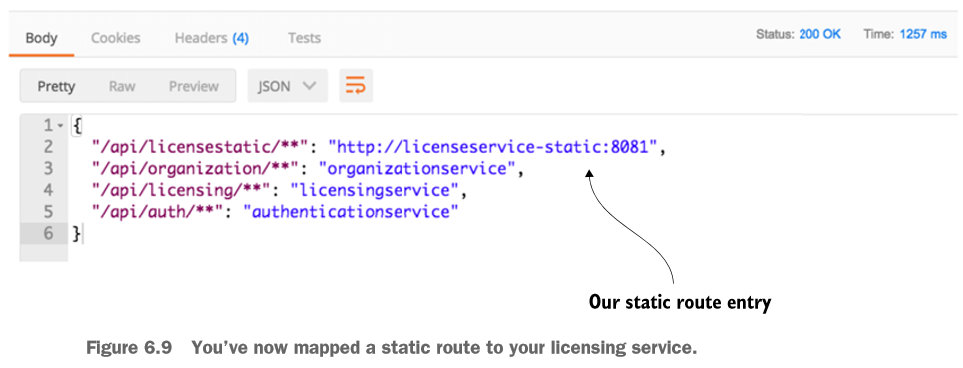 Body Cookies Headers (4) Tests Status: 200 OK Time: 1257 ms
Pretty Raw Preview JSON
1 {
2 "/api/licensestatic/**": "http://licenseservice-static:8081",
3 "/api/organization/**": "organizationservice",
4 "/api/licensing/**": "licensingservice",
5 "/api/auth/**": "authenticationservice"
6 }
Our static route entry
Figure 6.9 You've now mapped a static route to your licensing service.